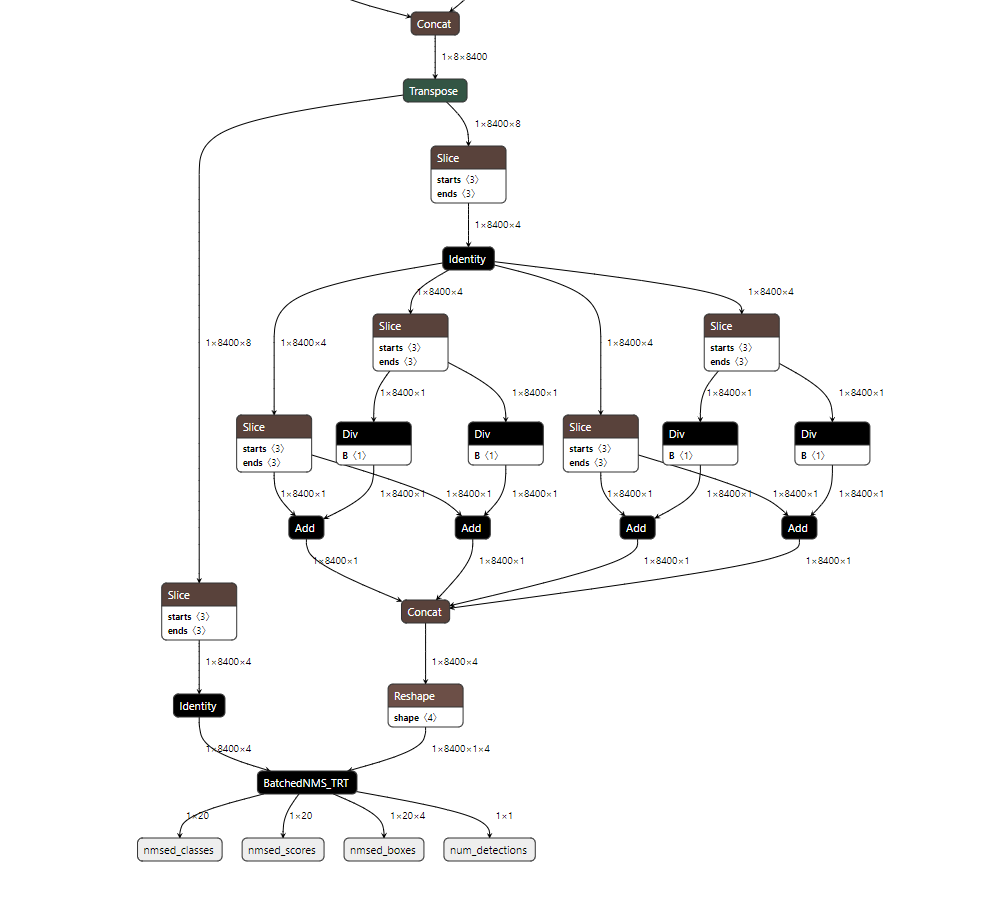 Concat
1×8×8400
Transpose
1×8400×8
Slice
starts 〈3〉
ends 〈3〉
1×8400×4
Identity
1×8400×4
1×8400×4
Slice
starts 〈3〉
ends 〈3〉
Slice
starts 〈3〉
ends 〈3〉
1×8400×8
1×8400×4
1×8400×4
1×8400×1
1×8400×1
1×8400×1
1×8400×1
Slice
starts 〈3〉
ends 〈3〉
Div
B 〈1〉
Div
B 〈1〉
Slice
starts 〈3〉
ends 〈3〉
Div
B 〈1〉
Div
B 〈1〉
1×8400×1
1×8400×1
1×8400×1
1×8400×1
1×8400×1
1×8400×1
1×8400×1
1×8400×1
Add
Add
Add
Add
1×8400×1
1×8400×1
1×8400×1
1×8400×1
Slice
starts 〈3〉
ends 〈3〉
Concat
1×8400×4
1×8400×4
Identity
Reshape
shape 〈4〉
1×8400×4
1×8400×1×4
BatchedNMS_TRT
1×20
1×20
1×20×4
1×1
nmsed_classes
nmsed_scores
nmsed_boxes
num_detections